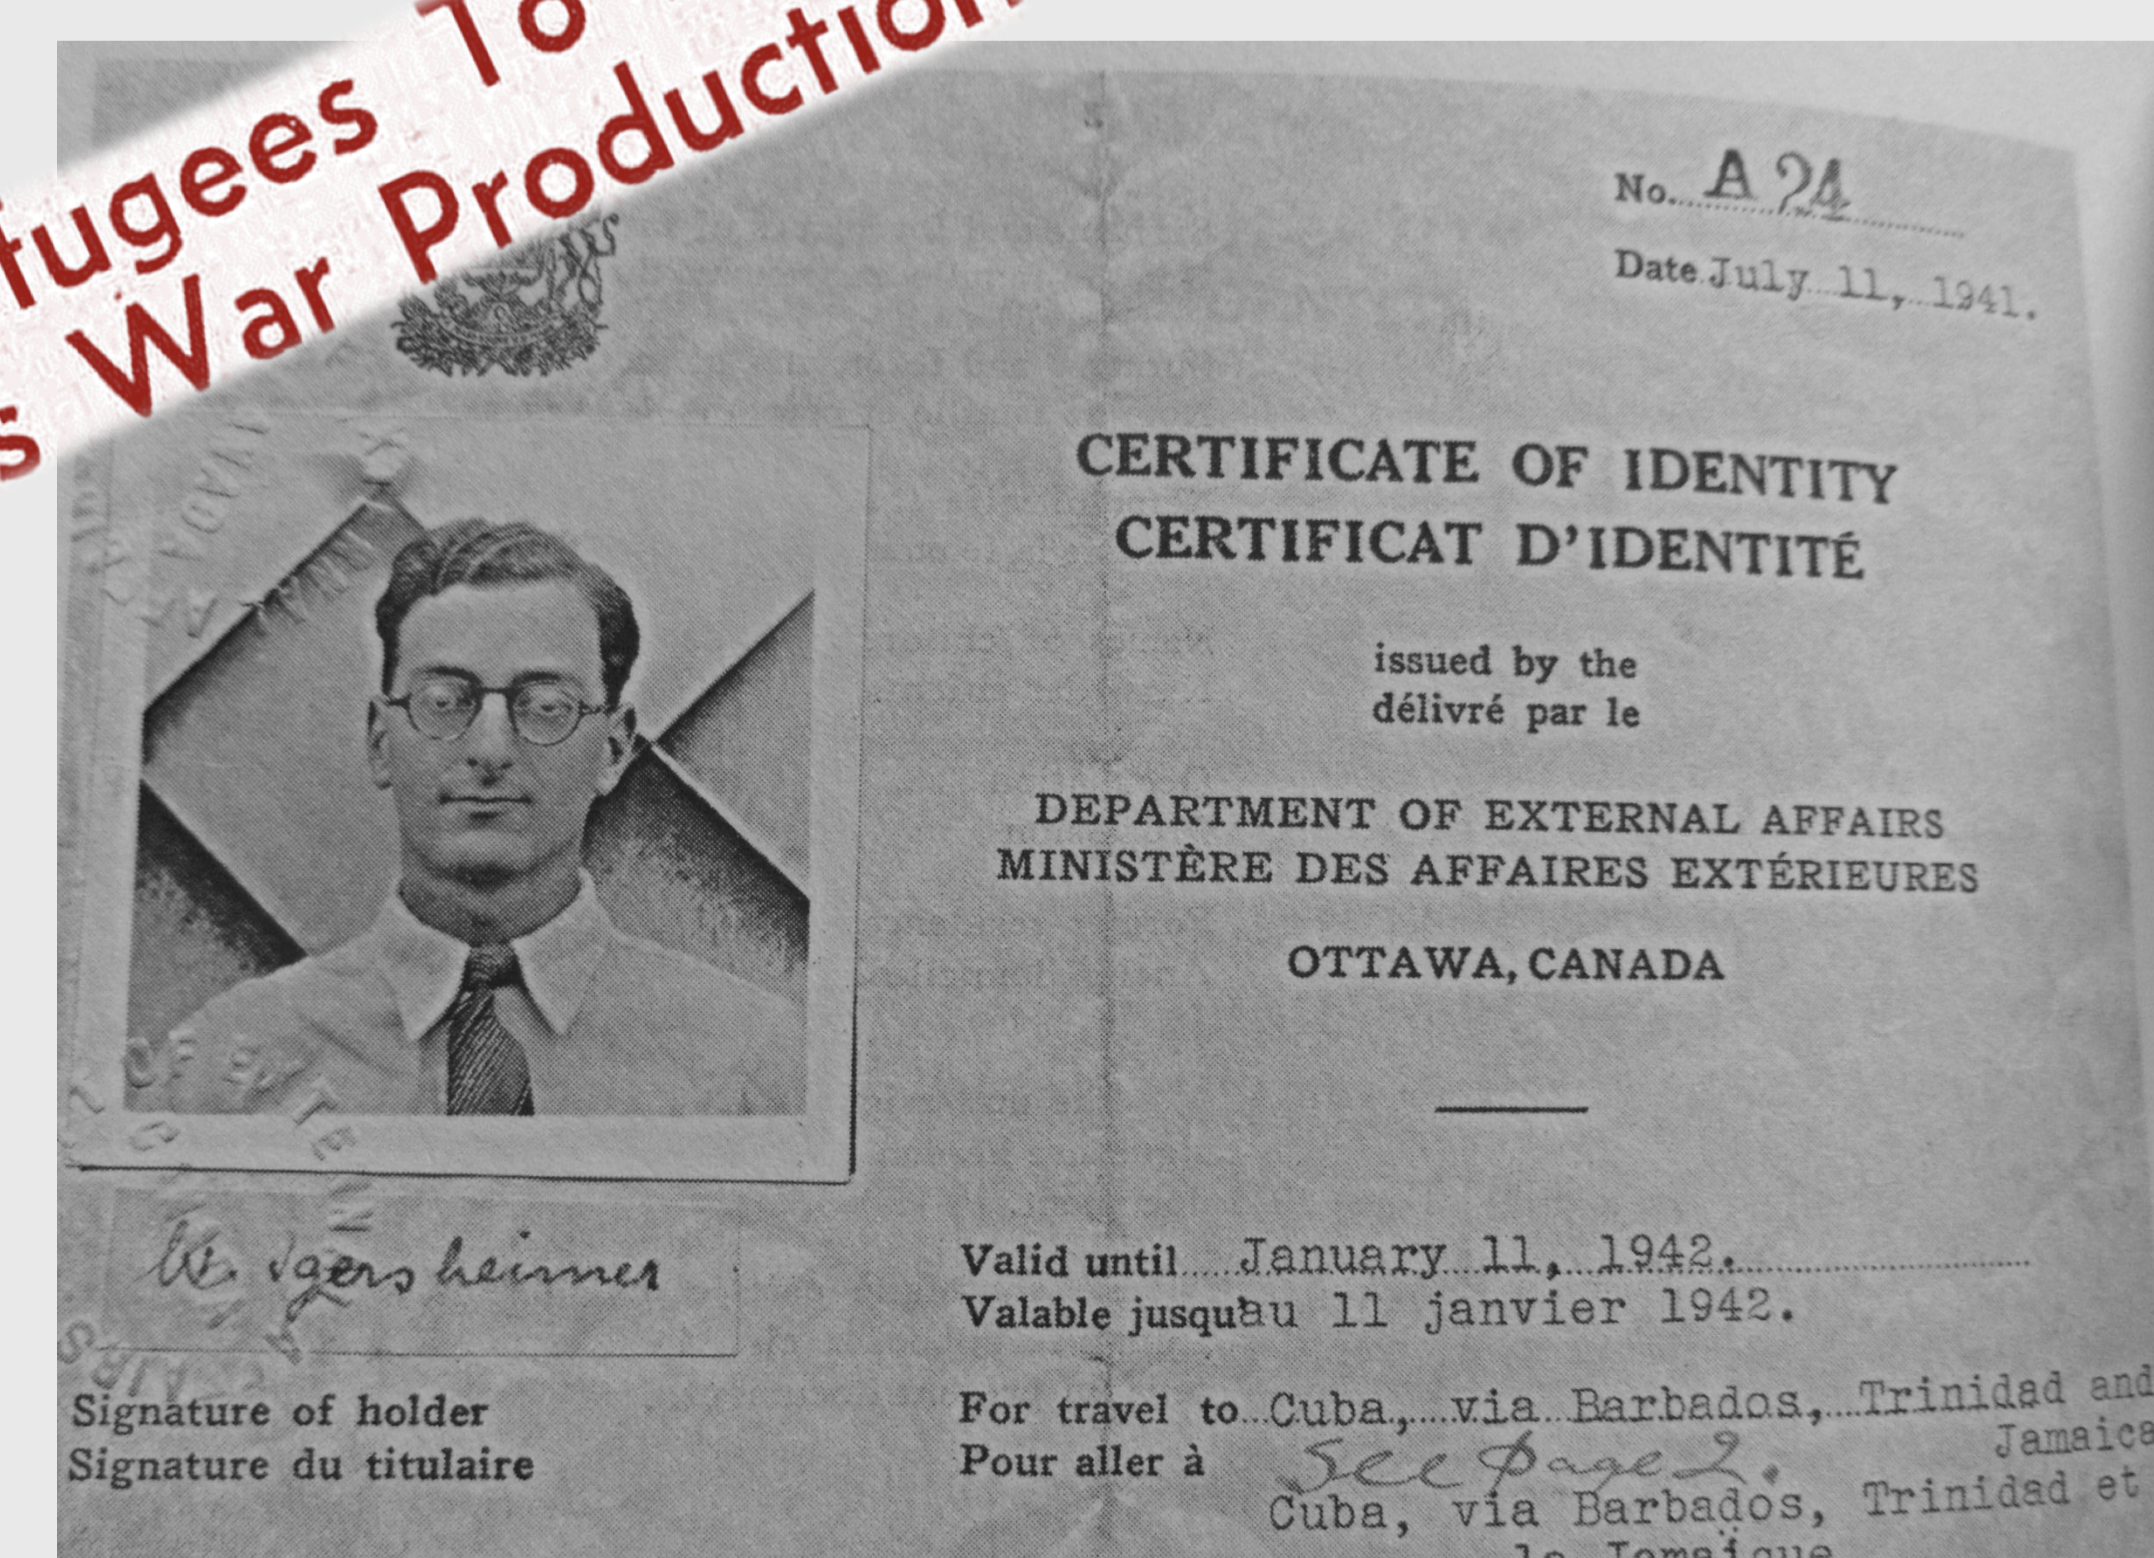 fugees To
s War Production
No. A 24
Date July 11, 1941.
CERTIFICATE OF IDENTITY
CERTIFICAT D'IDENTITÉ
issued by the
délivré par le
DEPARTMENT OF EXTERNAL AFFAIRS
MINISTÈRE DES AFFAIRES EXTÉRIEURES
OTTAWA, CANADA
W. Igersheimer
Signature of holder
Signature du titulaire
Valid until January 11, 1942.
Valable jusqu'au 11 janvier 1942.
For travel to Cuba, via Barbados, Trinidad and
Jamaica
Pour aller à See page 2.
Cuba, via Barbados, Trinidad et
la Jamaïque